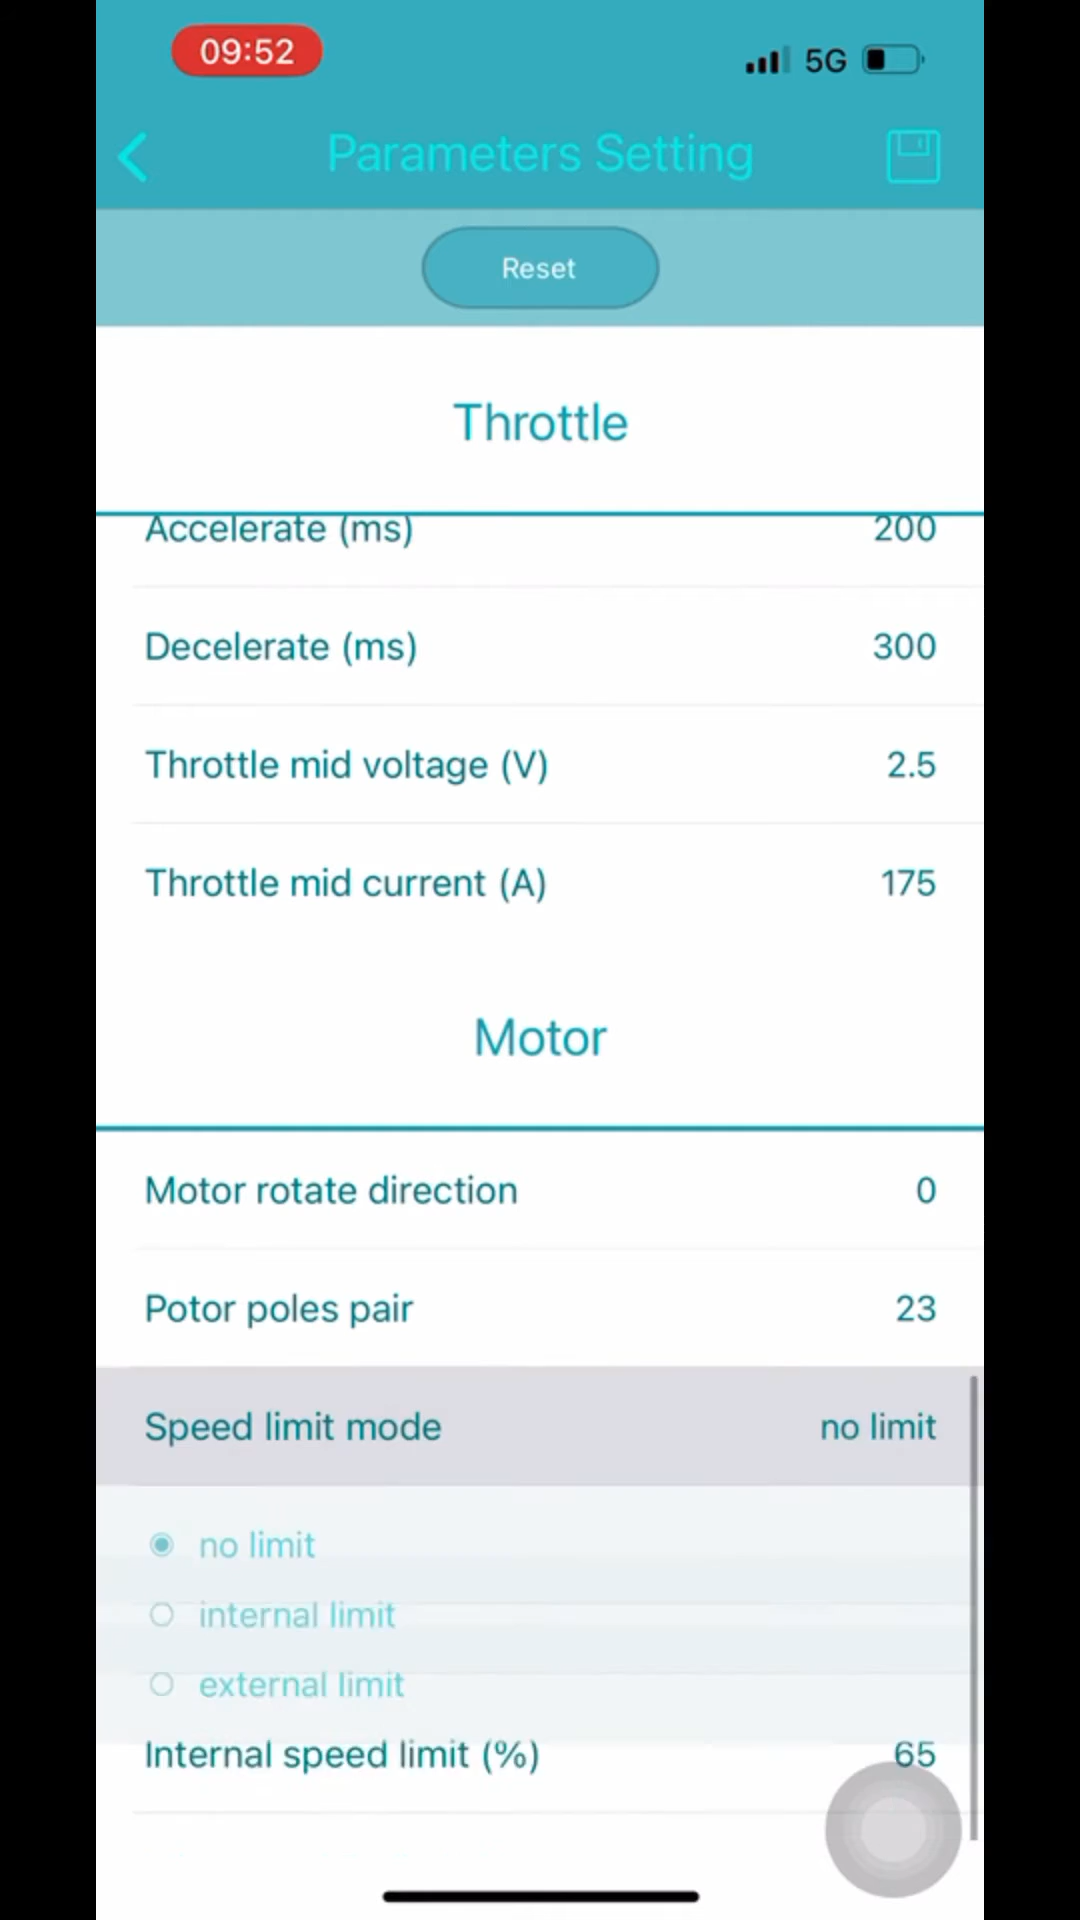 09:52
5G
Parameters Setting
Reset
Throttle
Accelerate (ms) 200
Decelerate (ms) 300
Throttle mid voltage (V) 2.5
Throttle mid current (A) 175
Motor
Motor rotate direction 0
Potor poles pair 23
Speed limit mode no limit
no limit
internal limit
external limit
Internal speed limit (%) 65